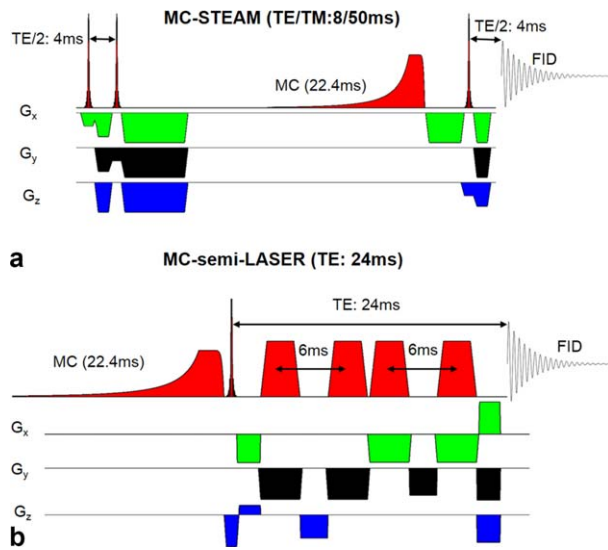 MC-STEAM (TE/TM:8/50ms)
TE/2: 4ms
TE/2: 4ms
FID
MC (22.4ms)
Gx
Gy
Gz
a
MC-semi-LASER (TE: 24ms)
TE: 24ms
FID
MC (22.4ms)
6ms
6ms
Gx
Gy
Gz
b